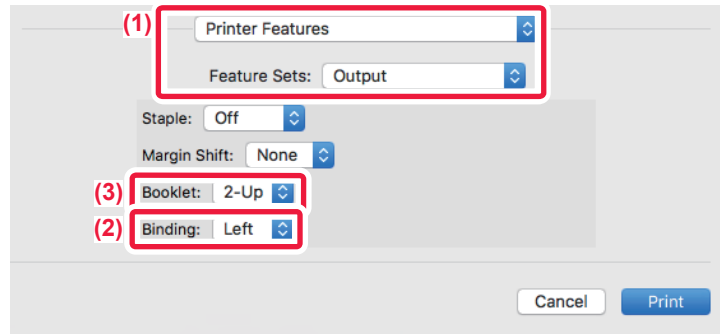 (1) Printer Features
Feature Sets: Output
Staple: Off
Margin Shift: None
(3) Booklet: 2-Up
(2) Binding: Left
Cancel Print